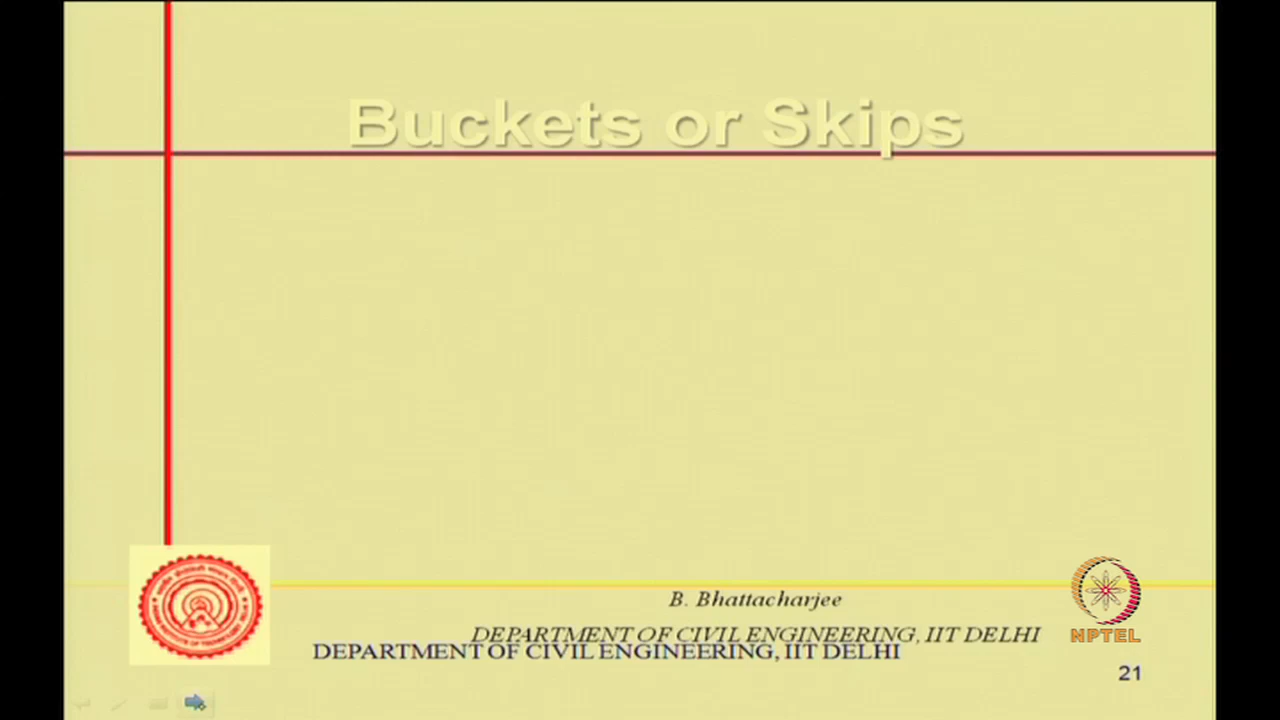 Buckets or Skips
B. Bhattacharjee
DEPARTMENT OF CIVIL ENGINEERING, IIT DELHI
DEPARTMENT OF CIVIL ENGINEERING, IIT DELHI
NPTEL
21